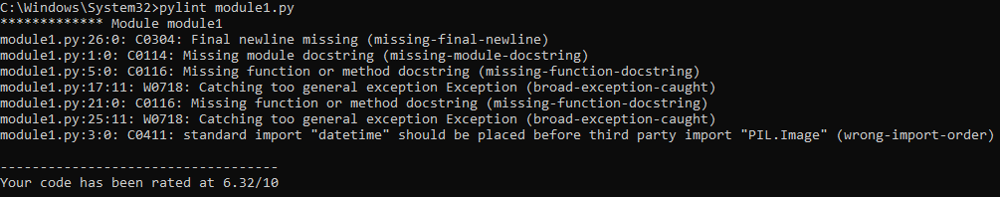 C:\Windows\System32>pylint module1.py
************* Module module1
module1.py:26:0: C0304: Final newline missing (missing-final-newline)
module1.py:1:0: C0114: Missing module docstring (missing-module-docstring)
module1.py:5:0: C0116: Missing function or method docstring (missing-function-docstring)
module1.py:17:11: W0718: Catching too general exception Exception (broad-exception-caught)
module1.py:21:0: C0116: Missing function or method docstring (missing-function-docstring)
module1.py:25:11: W0718: Catching too general exception Exception (broad-exception-caught)
module1.py:3:0: C0411: standard import "datetime" should be placed before third party import "PIL.Image" (wrong-import-order)
-----------------------------------
Your code has been rated at 6.32/10